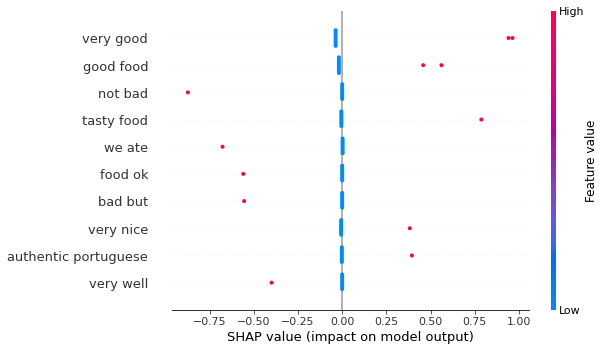 High
very good
good food
not bad
tasty food
we ate
food ok
bad but
very nice
authentic portuguese
very well
Feature value
Low
−0.75 −0.50 −0.25 0.00 0.25 0.50 0.75 1.00
SHAP value (impact on model output)